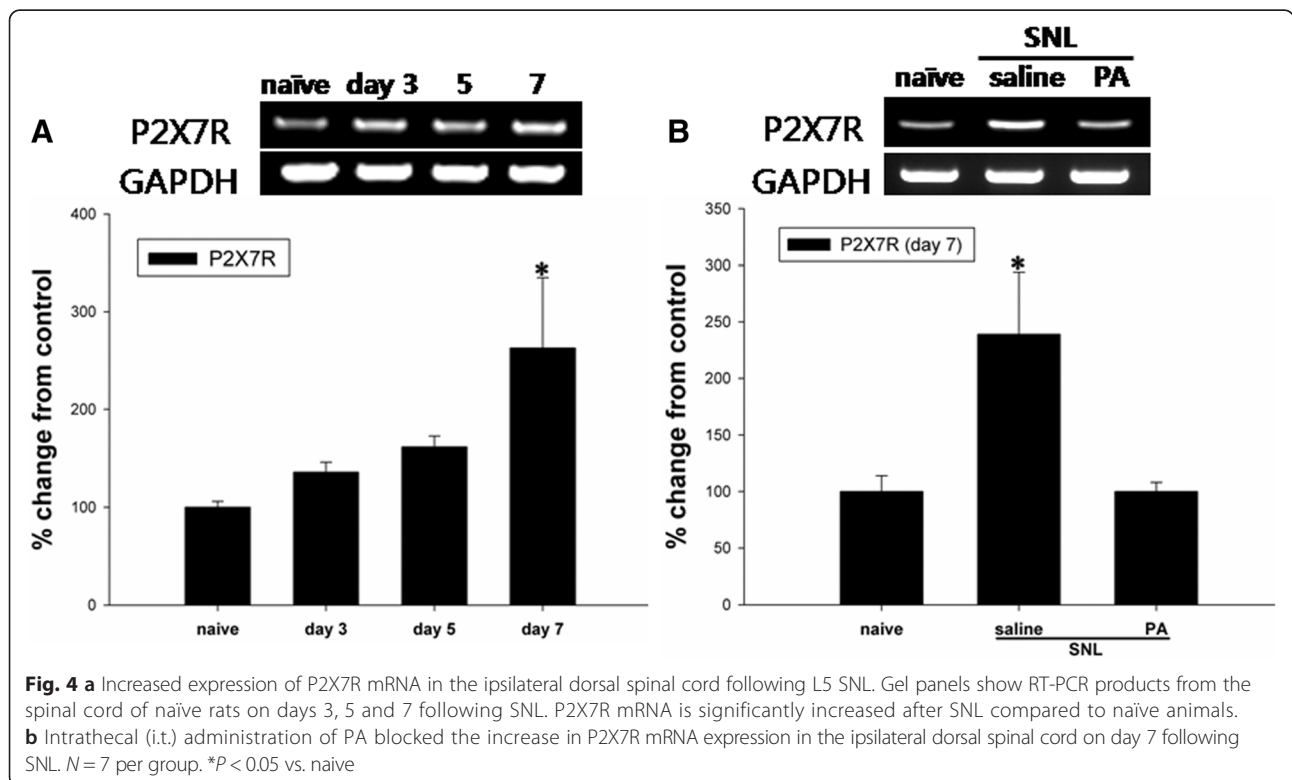 naïve day 3 5 7
A
P2X7R
GAPDH
400
300
200
100
0
% change from control
P2X7R
*
naive day 3 day 5 day 7
SNL
naïve saline PA
B
P2X7R
GAPDH
350
300
250
200
150
100
50
0
% change from control
P2X7R (day 7)
*
naive saline PA
SNL
Fig. 4 a Increased expression of P2X7R mRNA in the ipsilateral dorsal spinal cord following L5 SNL. Gel panels show RT-PCR products from the
spinal cord of naïve rats on days 3, 5 and 7 following SNL. P2X7R mRNA is significantly increased after SNL compared to naïve animals.
b Intrathecal (i.t.) administration of PA blocked the increase in P2X7R mRNA expression in the ipsilateral dorsal spinal cord on day 7 following
SNL. N = 7 per group. *P < 0.05 vs. naive